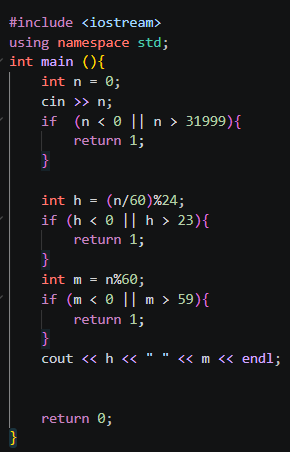 #include <iostream>
using namespace std;
int main (){
    int n = 0;
    cin >> n;
    if  (n < 0 || n > 31999){
        return 1;
    }

    int h = (n/60)%24;
    if (h < 0 || h > 23){
        return 1;
    }
    int m = n%60;
    if (m < 0 || m > 59){
        return 1;
    }
    cout << h << " " << m << endl;


    return 0;
}